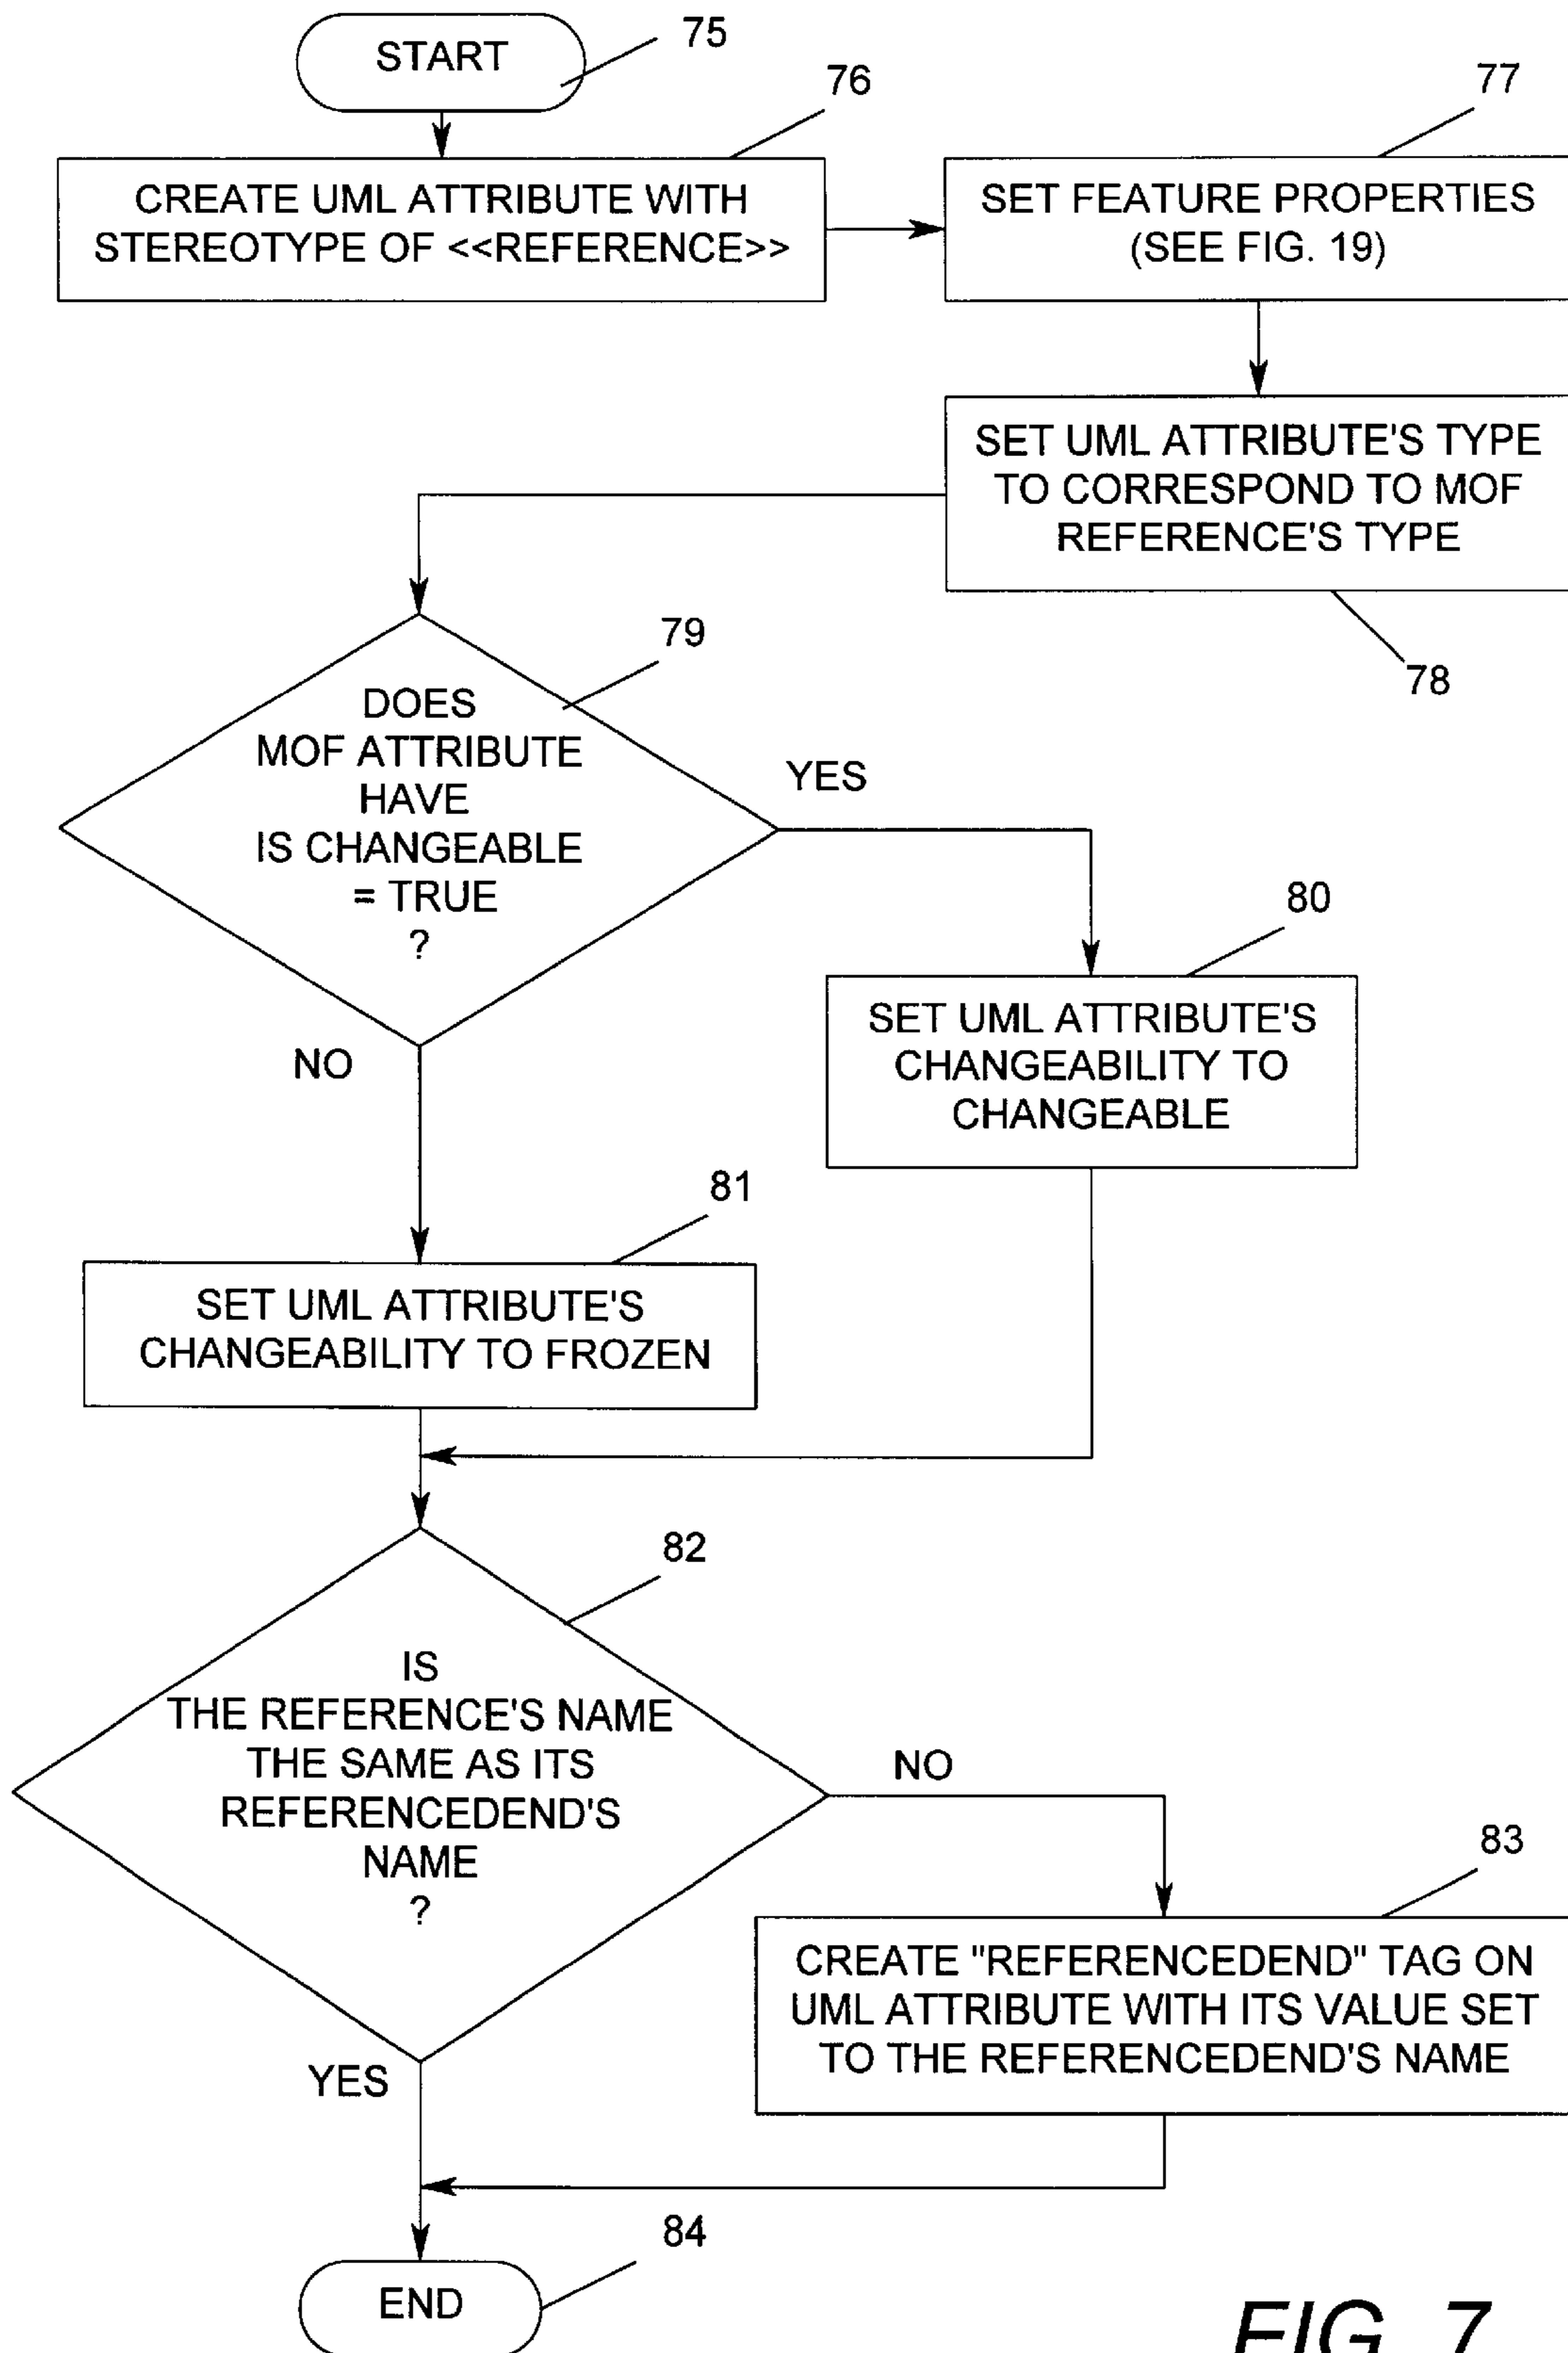 START
75
76
CREATE UML ATTRIBUTE WITH
STEREOTYPE OF <<REFERENCE>>
77
SET FEATURE PROPERTIES
(SEE FIG. 19)
SET UML ATTRIBUTE'S TYPE
TO CORRESPOND TO MOF
REFERENCE'S TYPE
78
79
DOES
MOF ATTRIBUTE
HAVE
IS CHANGEABLE
= TRUE
?
YES
NO
80
SET UML ATTRIBUTE'S
CHANGEABILITY TO
CHANGEABLE
81
SET UML ATTRIBUTE'S
CHANGEABILITY TO FROZEN
82
IS
THE REFERENCE'S NAME
THE SAME AS ITS
REFERENCEDEND'S
NAME
?
NO
YES
83
CREATE "REFERENCEDEND" TAG ON
UML ATTRIBUTE WITH ITS VALUE SET
TO THE REFERENCEDEND'S NAME
84
END
FIG. 7